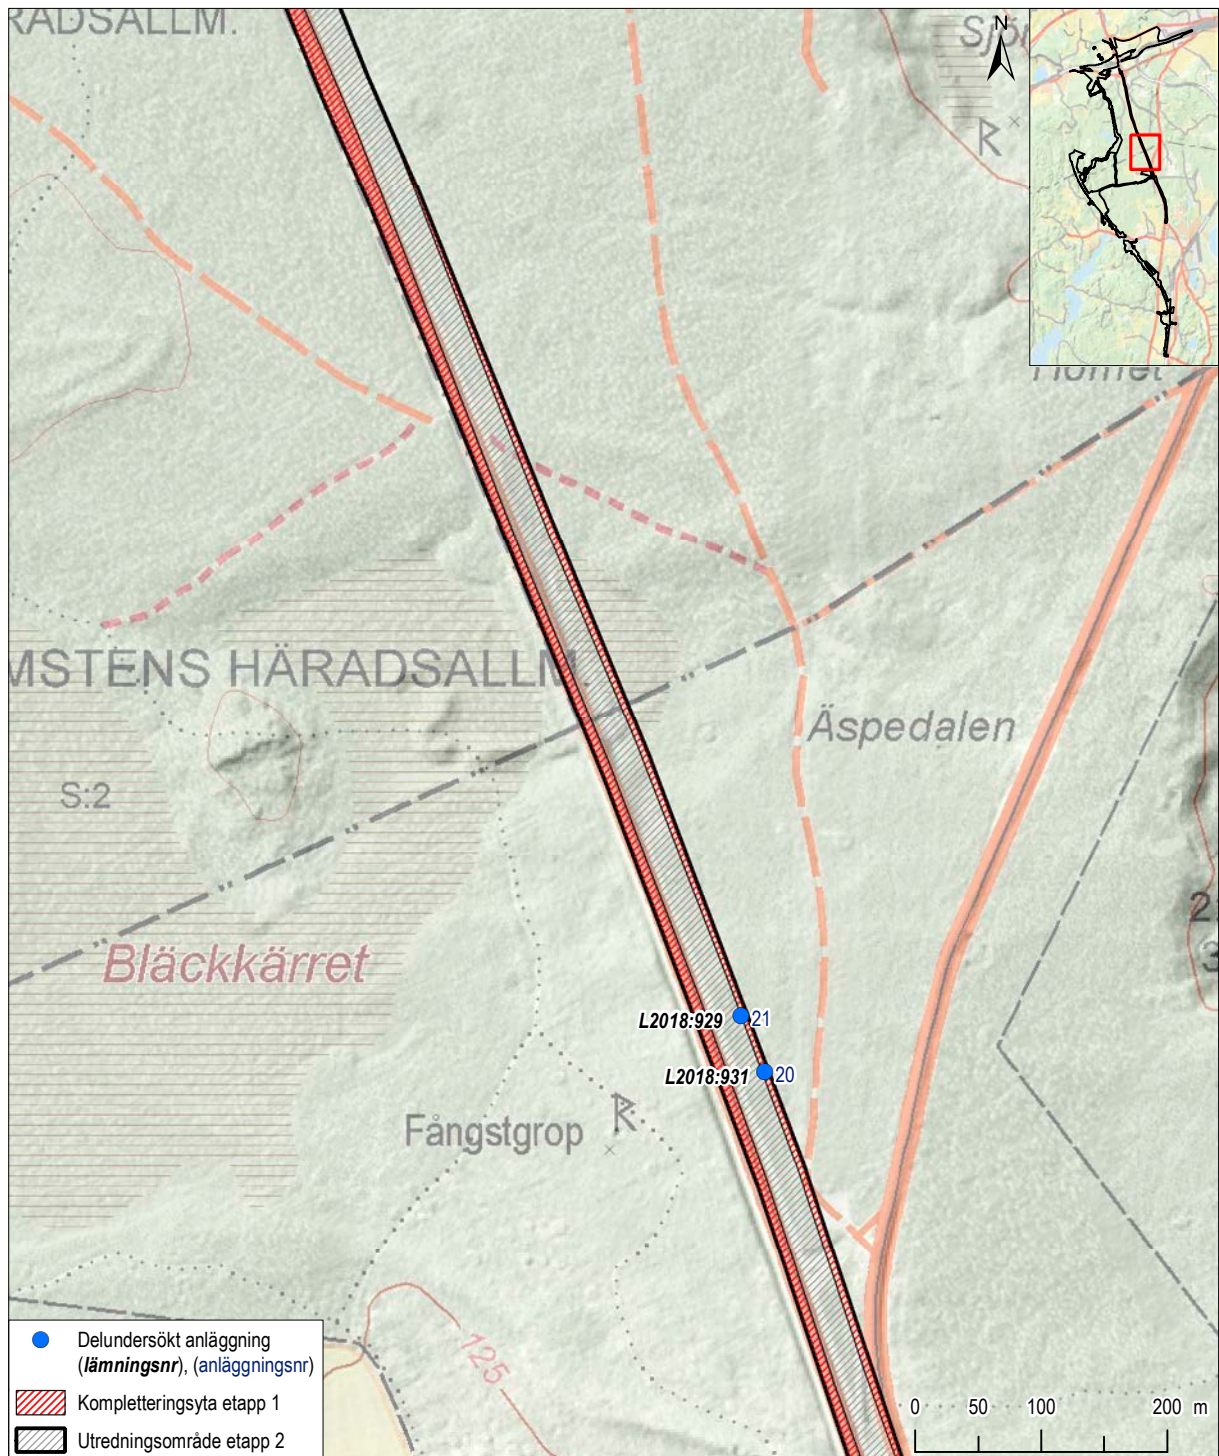 RADSALLM.
N
R
MSTENS HÄRADSALLM.
Äspedalen
S:2
Bläckkärret
L2018:929 21
L2018:931 20
Fångstgrop R
125
Delundersökt anläggning
(lämningsnr), (anläggningsnr)
Kompletteringsyta etapp 1
Utredningsområde etapp 2
0 50 100 200 m